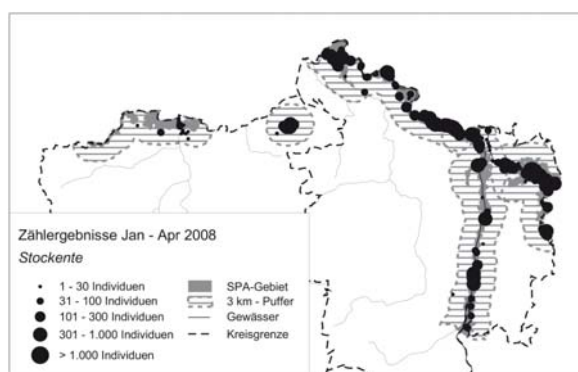 Zählergebnisse Jan - Apr 2008
Stockente
1 - 30 Individuen
31 - 100 Individuen
101 - 300 Individuen
301 - 1.000 Individuen
> 1.000 Individuen
SPA-Gebiet
3 km - Puffer
Gewässer
Kreisgrenze